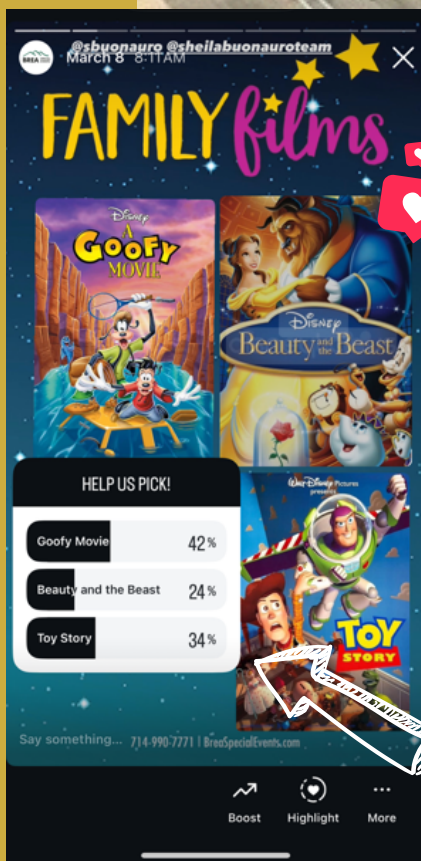 @sbuonauro @sheilabuonauroteam
BREA
March 8 8:11AM
FAMILY films
Disney
A
GOOFY
MOVIE
Disney
Beauty and the Beast
HELP US PICK!
Goofy Movie 42%
Beauty and the Beast 24%
Toy Story 34%
Walt Disney Pictures
presents
TOY
STORY
Say something... 714-990-7771 | BreaSpecialEvents.com
Boost Highlight More